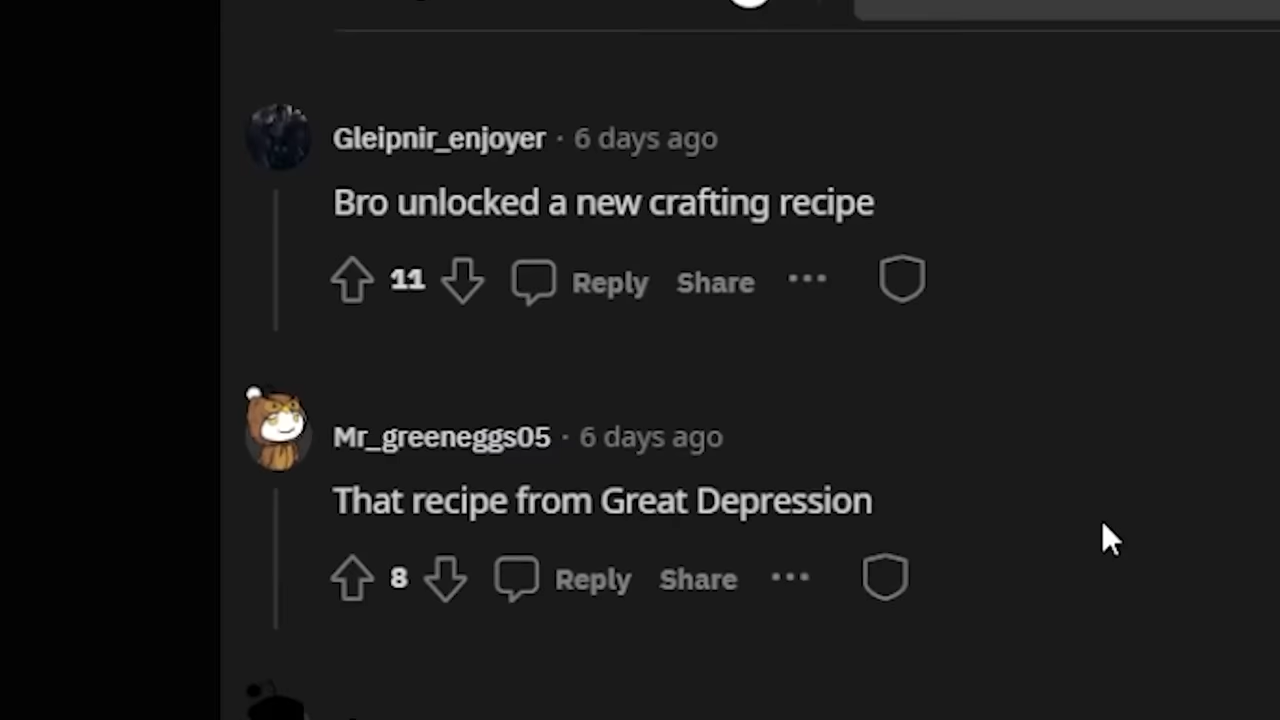 Gleipnir_enjoyer · 6 days ago
Bro unlocked a new crafting recipe
11 Reply Share ...
Mr_greeneggs05 · 6 days ago
That recipe from Great Depression
8 Reply Share ...